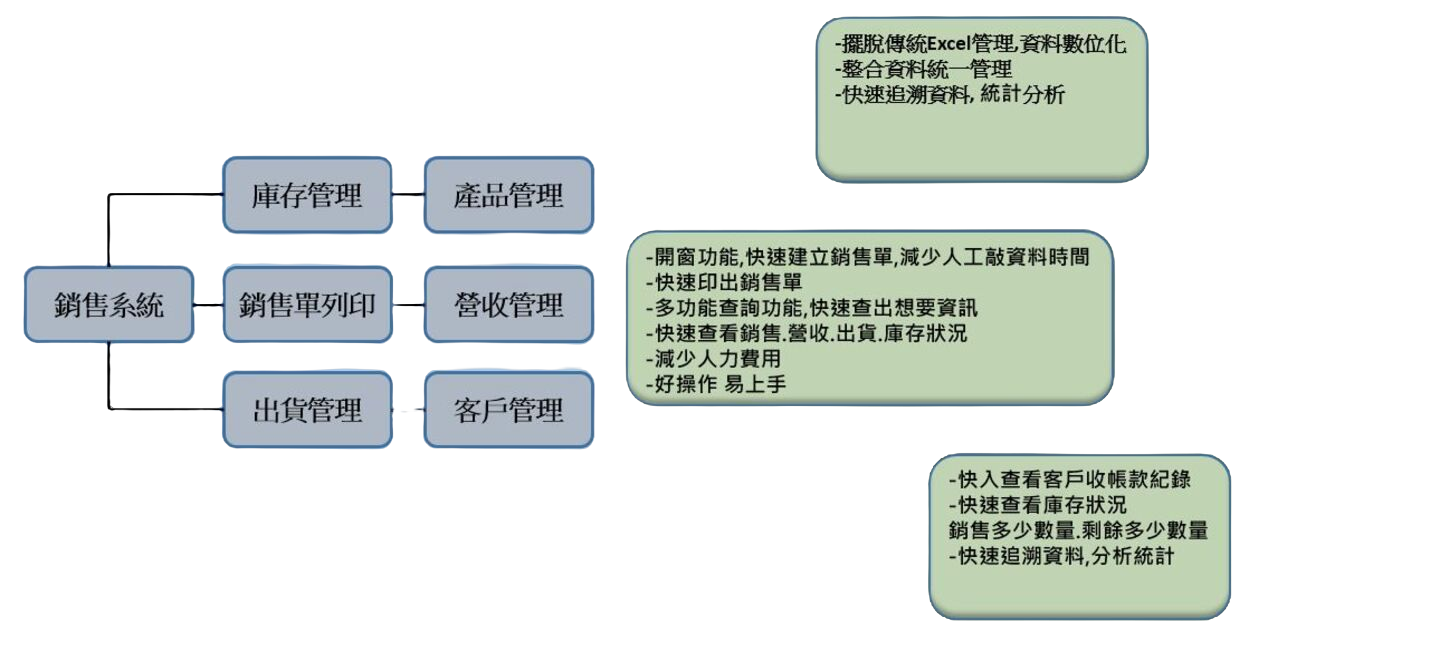 -擺脫傳統Excel管理,資料數位化
-整合資料統一管理
-快速追溯資料, 統計分析
庫存管理
產品管理
銷售系統
銷售單列印
營收管理
出貨管理
客戶管理
-開窗功能,快速建立銷售單,減少人工敲資料時間
-快速印出銷售單
-多功能查詢功能,快速查出想要資訊
-快速查看銷售.營收.出貨.庫存狀況
-減少人力費用
-好操作 易上手
-快入查看客戶收帳款紀錄
-快速查看庫存狀況
銷售多少數量.剩餘多少數量
-快速追溯資料,分析統計